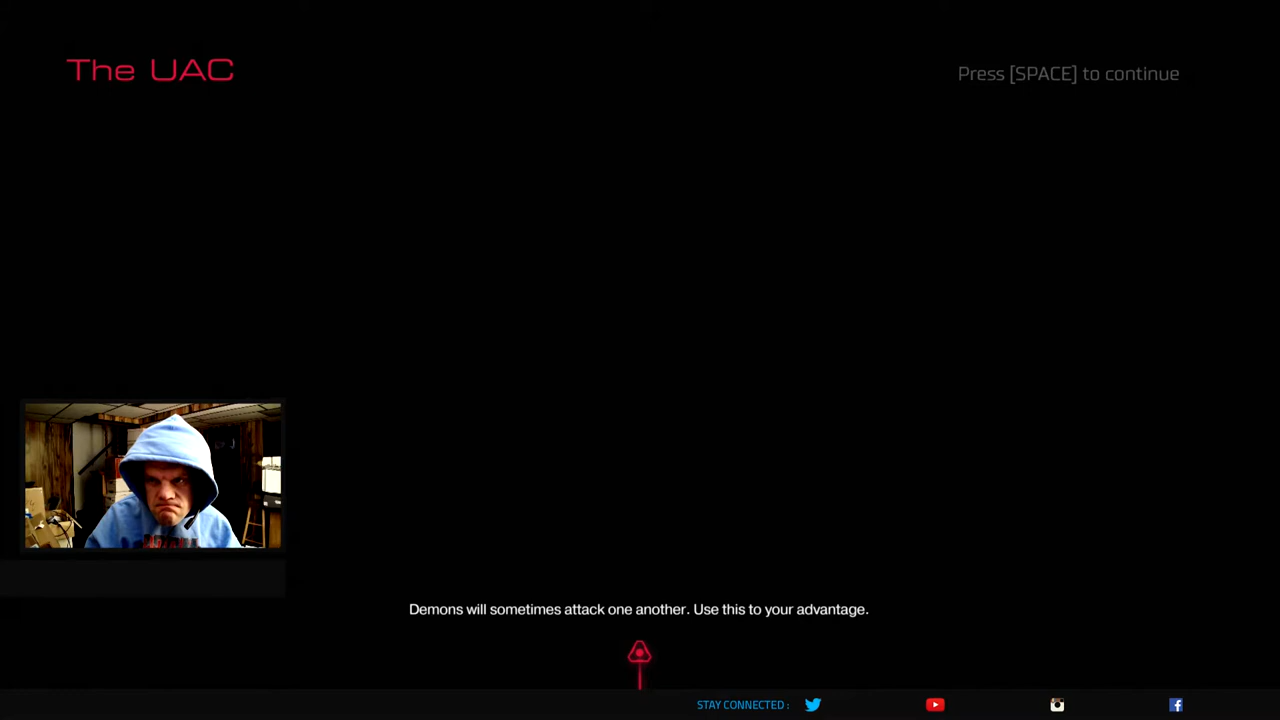 The UAC
Press [SPACE] to continue
Demons will sometimes attack one another. Use this to your advantage.
STAY CONNECTED :